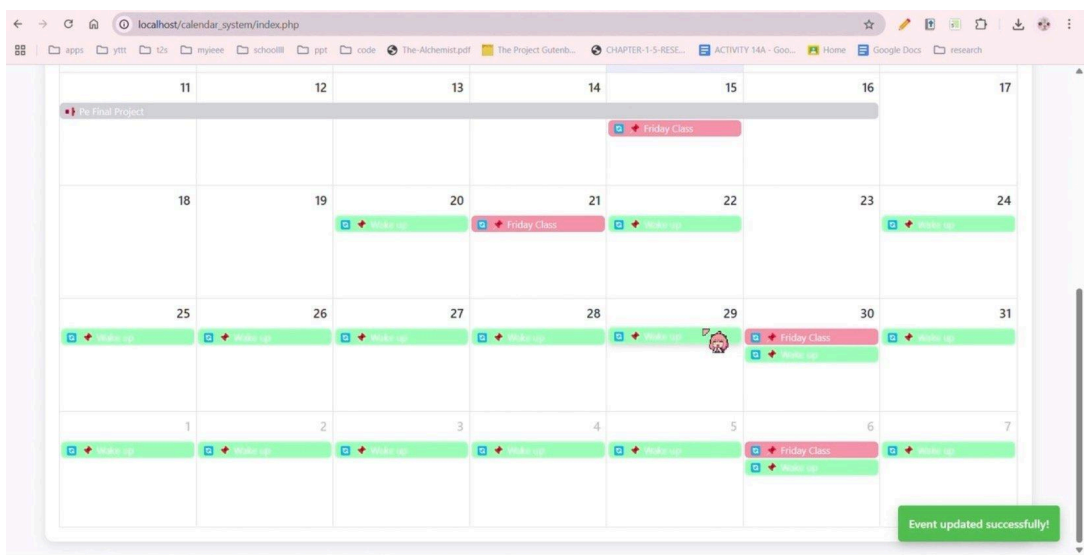 localhost/calendar_system/index.php
apps yttt t2s myieee schoollll ppt code The-Alchemist.pdf The Project Gutenb... CHAPTER-1-5-RESE... ACTIVITY 14A - Goo... Home Google Docs research
11 12 13 14 15 16 17
Pe Final Project
Friday Class
18 19 20 21 22 23 24
Wake up Friday Class Wake up Wake up
25 26 27 28 29 30 31
Wake up Wake up Wake up Wake up Wake up Friday Class Wake up
Wake up
1 2 3 4 5 6 7
Wake up Wake up Wake up Wake up Wake up Friday Class Wake up
Wake up
Event updated successfully!